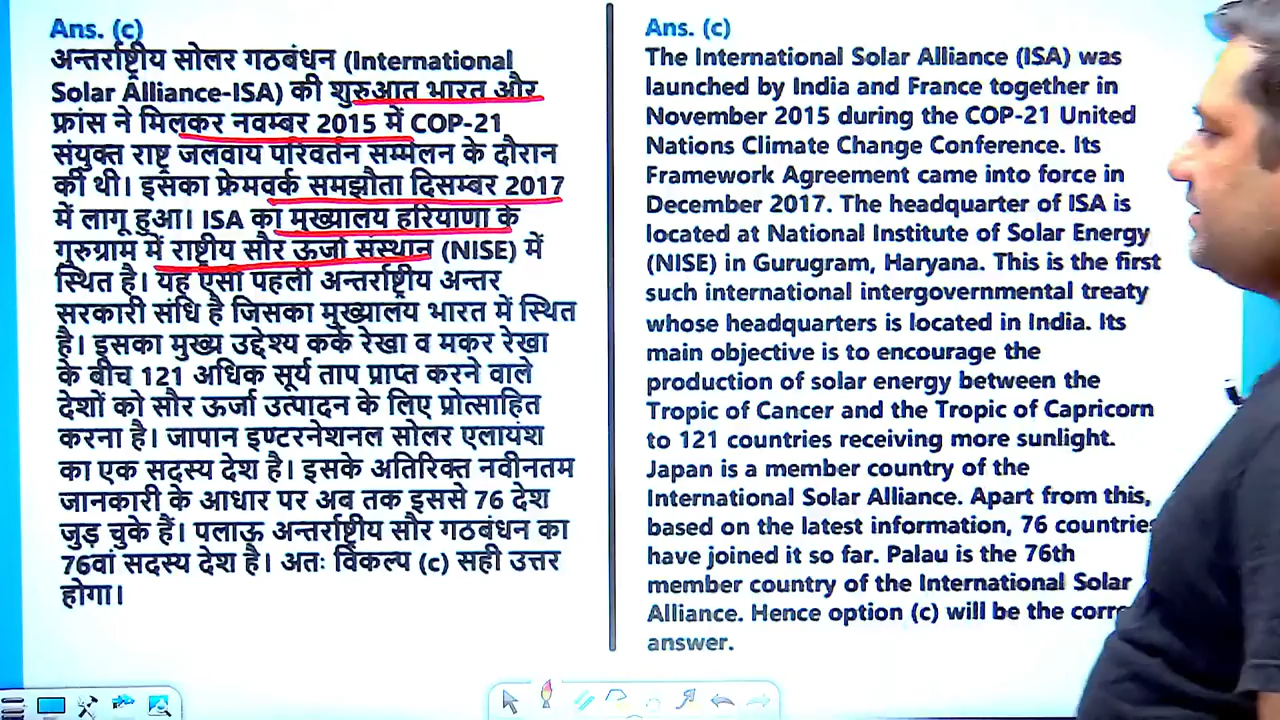 Ans. (c)
अन्तर्राष्ट्रीय सोलर गठबंधन (International
Solar Alliance-ISA) की शुरुआत भारत और
फ्रांस ने मिलकर नवम्बर 2015 में COP-21
संयुक्त राष्ट्र जलवाय परिवर्तन सम्मेलन के दौरान
की थी। इसका फ्रेमवर्क समझौता दिसम्बर 2017
में लागू हुआ। ISA का मुख्यालय हरियाणा के
गुरुग्राम में राष्ट्रीय सौर ऊर्जा संस्थान (NISE) में
स्थित है। यह ऐसी पहली अन्तर्राष्ट्रीय अन्तर
सरकारी संधि है जिसका मुख्यालय भारत में स्थित
है। इसका मुख्य उद्देश्य कर्क रेखा व मकर रेखा
के बीच 121 अधिक सूर्य ताप प्राप्त करने वाले
देशों को सौर ऊर्जा उत्पादन के लिए प्रोत्साहित
करना है। जापान इण्टरनेशनल सोलर एलायंश
का एक सदस्य देश है। इसके अतिरिक्त नवीनतम
जानकारी के आधार पर अब तक इससे 76 देश
जुड़ चुके हैं। पलाऊ अन्तर्राष्ट्रीय सौर गठबंधन का
76वां सदस्य देश है। अतः विकल्प (c) सही उत्तर
होगा।
Ans. (c)
The International Solar Alliance (ISA) was
launched by India and France together in
November 2015 during the COP-21 United
Nations Climate Change Conference. Its
Framework Agreement came into force in
December 2017. The headquarter of ISA is
located at National Institute of Solar Energy
(NISE) in Gurugram, Haryana. This is the first
such international intergovernmental treaty
whose headquarters is located in India. Its
main objective is to encourage the
production of solar energy between the
Tropic of Cancer and the Tropic of Capricorn
to 121 countries receiving more sunlight.
Japan is a member country of the
International Solar Alliance. Apart from this,
based on the latest information, 76 countries
have joined it so far. Palau is the 76th
member country of the International Solar
Alliance. Hence option (c) will be the corre
answer.